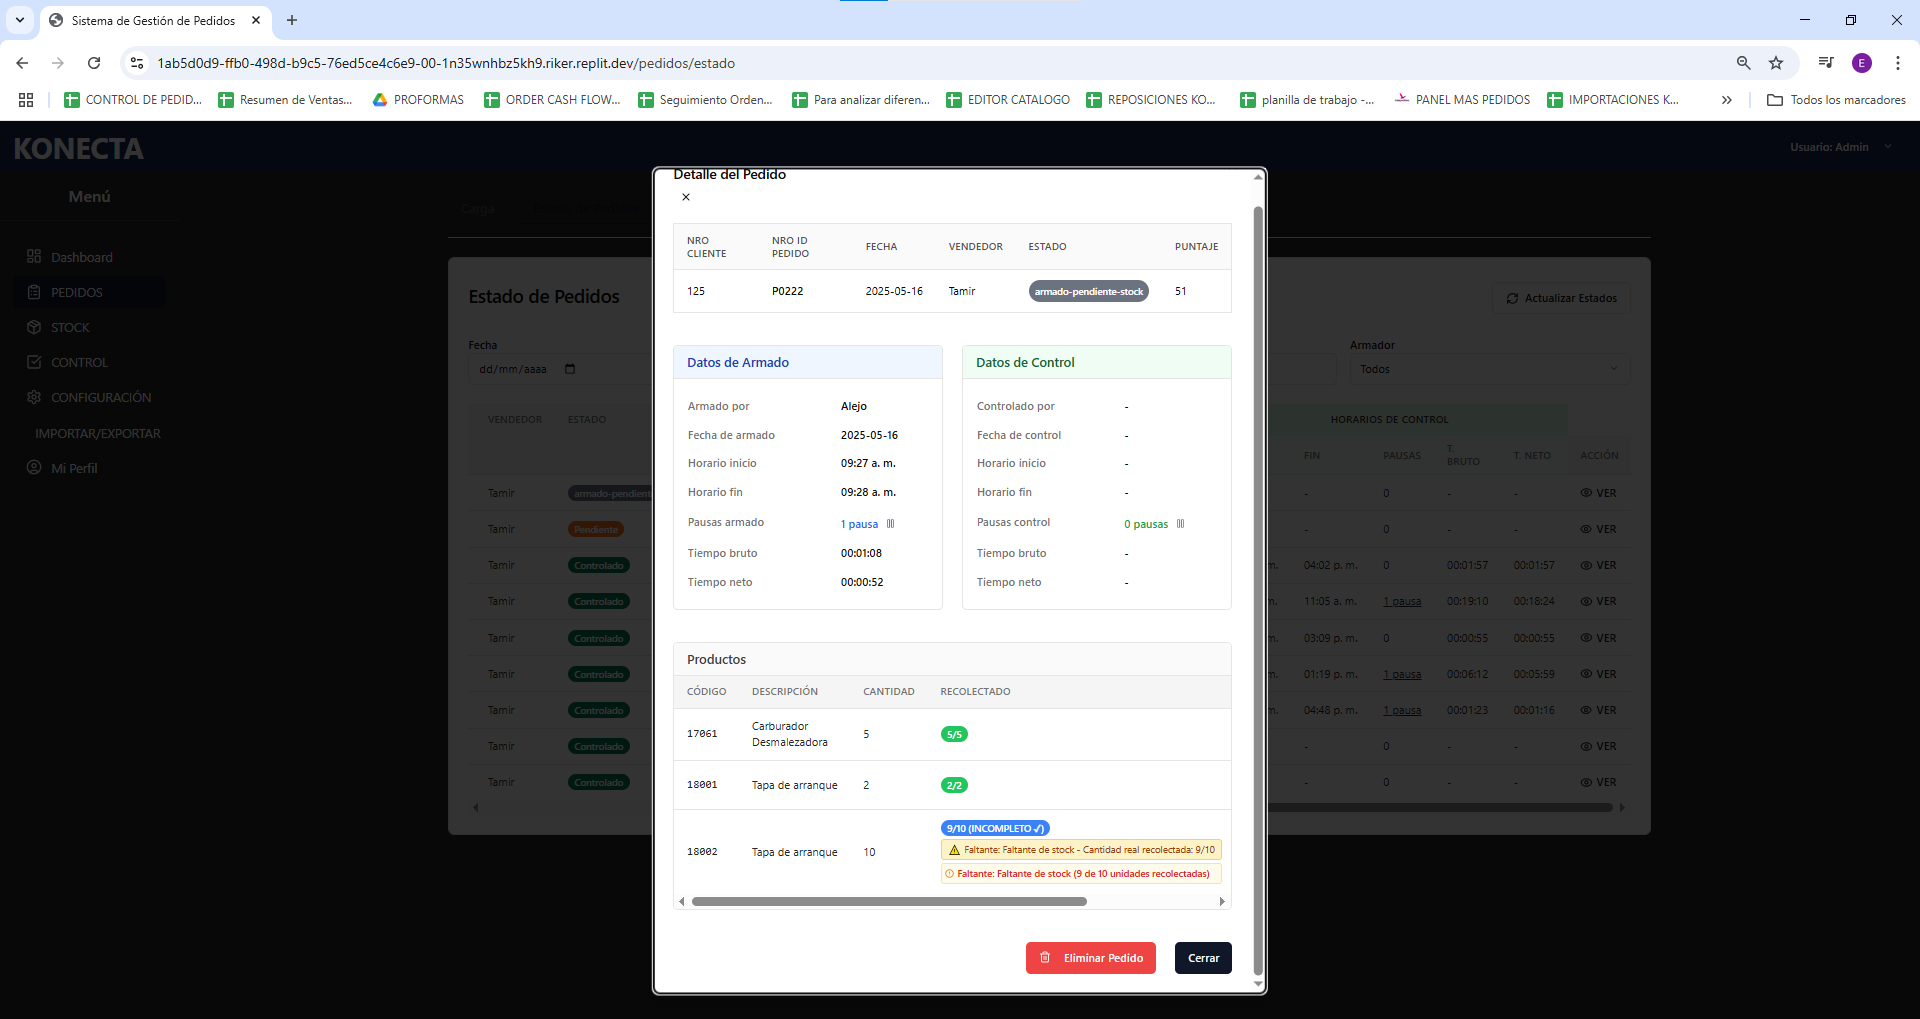 Sistema de Gestión de Pedidos
1ab5d0d9-ffb0-498d-b9c5-76ed5ce4c6e9-00-1n35wnhbz5kh9.riker.replit.dev/pedidos/estado
E
CONTROL DE PEDID...
Resumen de Ventas...
PROFORMAS
ORDER CASH FLOW...
Seguimiento Orden...
Para analizar diferen...
EDITOR CATALOGO
REPOSICIONES KO...
planilla de trabajo -...
PANEL MAS PEDIDOS
IMPORTACIONES K...
Todos los marcadores
KONECTA
Usuario: Admin
Menú
Dashboard
PEDIDOS
STOCK
CONTROL
CONFIGURACIÓN
IMPORTAR/EXPORTAR
Mi Perfil
Carga
Estado de Pedidos
Actualizar Estados
Fecha
dd/mm/aaaa
Armador
Todos
VENDEDOR ESTADO
HORARIOS DE CONTROL
FIN PAUSAS T. BRUTO T. NETO ACCIÓN
Tamir armado-pendient - 0 - - VER
Tamir Pendiente - 0 - - VER
Tamir Controlado m. 04:02 p. m. 0 00:01:57 00:01:57 VER
Tamir Controlado m. 11:05 a. m. 1 pausa 00:19:10 00:18:24 VER
Tamir Controlado m. 03:09 p. m. 0 00:00:55 00:00:55 VER
Tamir Controlado m. 01:19 p. m. 1 pausa 00:06:12 00:05:59 VER
Tamir Controlado m. 04:48 p. m. 1 pausa 00:01:23 00:01:16 VER
Tamir Controlado - 0 - - VER
Tamir Controlado - 0 - - VER
Detalle del Pedido
NRO CLIENTE NRO ID PEDIDO FECHA VENDEDOR ESTADO PUNTAJE
125 P0222 2025-05-16 Tamir armado-pendiente-stock 51
Datos de Armado
Armado por Alejo
Fecha de armado 2025-05-16
Horario inicio 09:27 a. m.
Horario fin 09:28 a. m.
Pausas armado 1 pausa
Tiempo bruto 00:01:08
Tiempo neto 00:00:52
Datos de Control
Controlado por -
Fecha de control -
Horario inicio -
Horario fin -
Pausas control 0 pausas
Tiempo bruto -
Tiempo neto -
Productos
CÓDIGO DESCRIPCIÓN CANTIDAD RECOLECTADO
17061 Carburador Desmalezadora 5 5/5
18001 Tapa de arranque 2 2/2
18002 Tapa de arranque 10 9/10 (INCOMPLETO ✓)
Faltante: Faltante de stock - Cantidad real recolectada: 9/10
Faltante: Faltante de stock (9 de 10 unidades recolectadas)
Eliminar Pedido
Cerrar